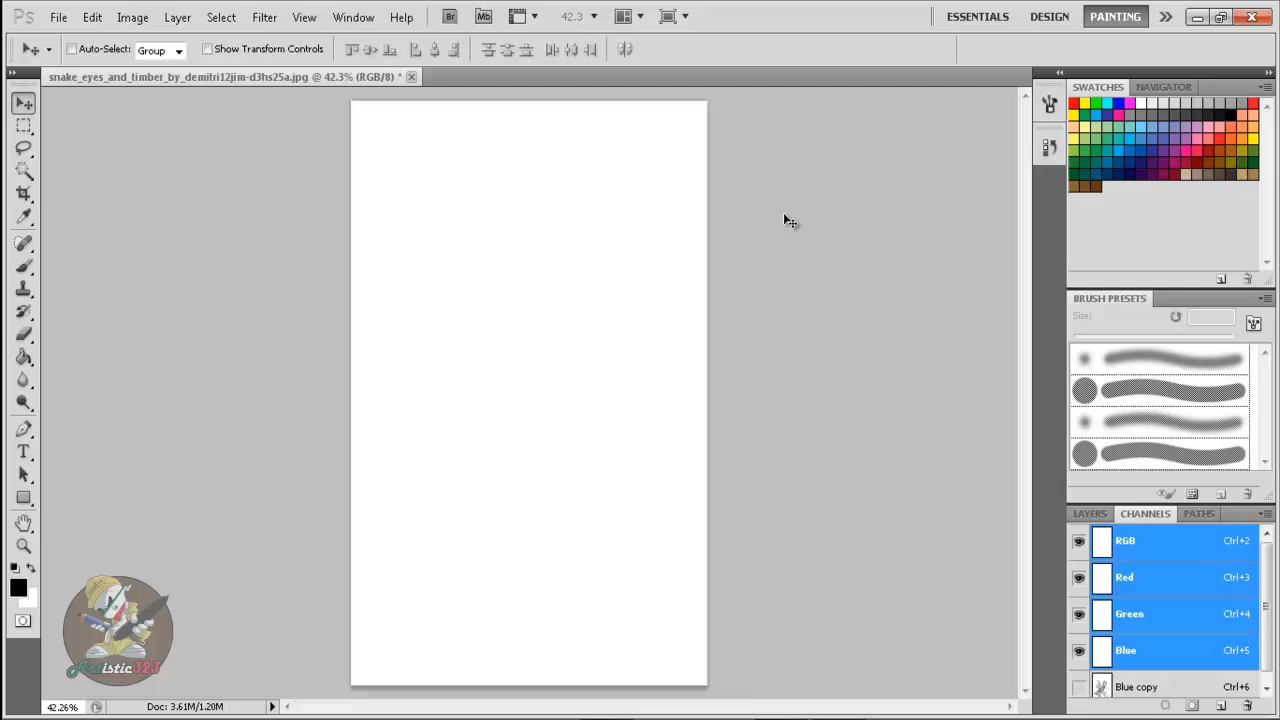 Ps File Edit Image Layer Select Filter View Window Help Br Mb 42.3 ESSENTIALS DESIGN PAINTING
Auto-Select: Group Show Transform Controls
snake_eyes_and_timber_by_demitri12jim-d3hs25a.jpg @ 42.3% (RGB/8) *
SWATCHES NAVIGATOR
BRUSH PRESETS
Size:
LAYERS CHANNELS PATHS
RGB Ctrl+2
Red Ctrl+3
Green Ctrl+4
Blue Ctrl+5
Blue copy Ctrl+6
Artistic323
42.26% Doc: 3.61M/1.20M